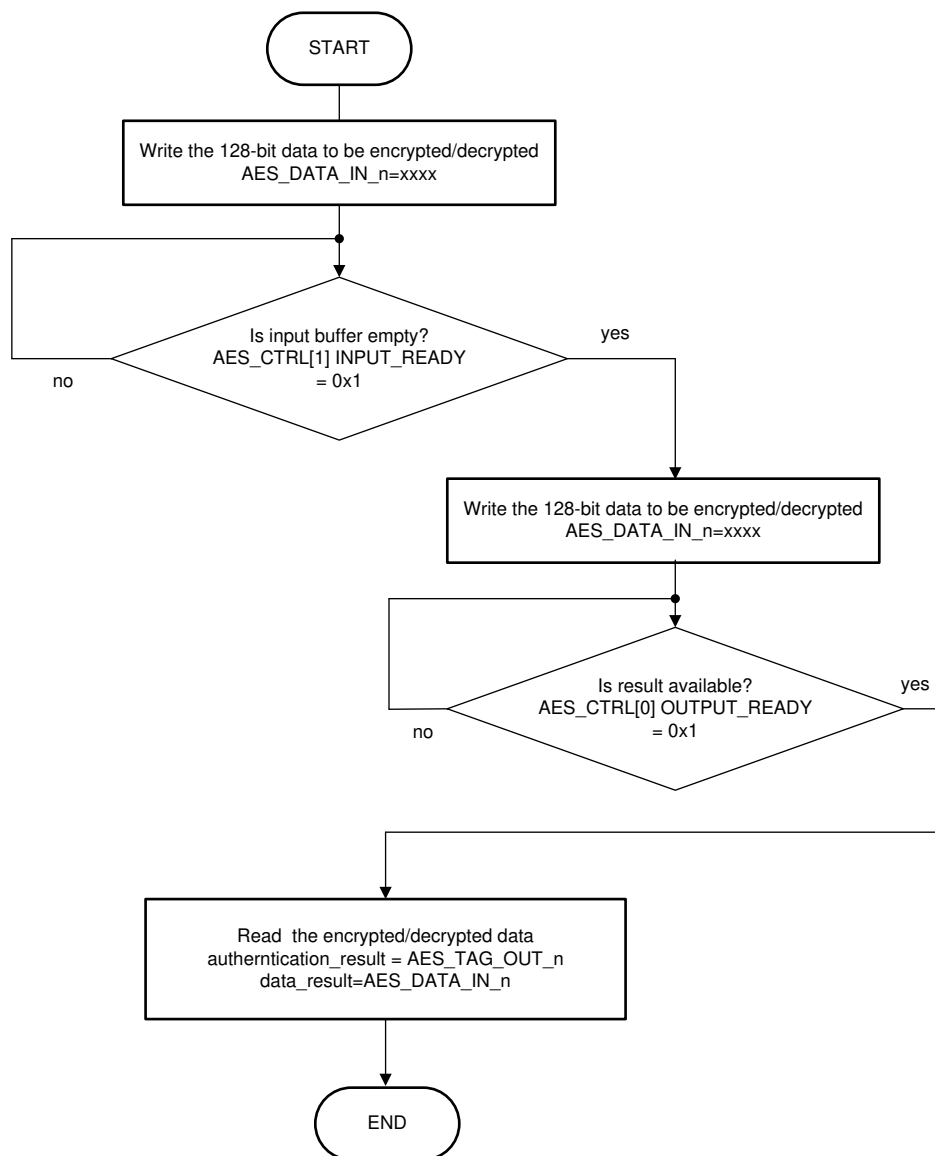 START
Write the 128-bit data to be encrypted/decrypted
AES_DATA_IN_n=xxxx
Is input buffer empty?
AES_CTRL[1] INPUT_READY
= 0x1
yes
no
Write the 128-bit data to be encrypted/decrypted
AES_DATA_IN_n=xxxx
Is result available?
AES_CTRL[0] OUTPUT_READY
= 0x1
yes
no
Read the encrypted/decrypted data
autherntication_result = AES_TAG_OUT_n
data_result=AES_DATA_IN_n
END